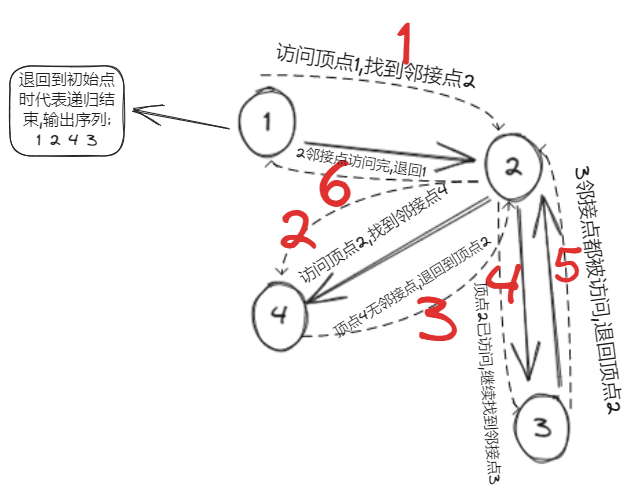 1
访问顶点1,找到邻接点2
退回到初始点
时代表递归结
束,输出序列:
1 2 4 3
1
2
2邻接点访问完,退回1
6
2
访问顶点2,找到邻接点4
4
顶点4无邻接点,退回到顶点2
3
4
顶点2已访问,继续找到邻接点3
5
3邻接点都被访问,退回顶点2
3